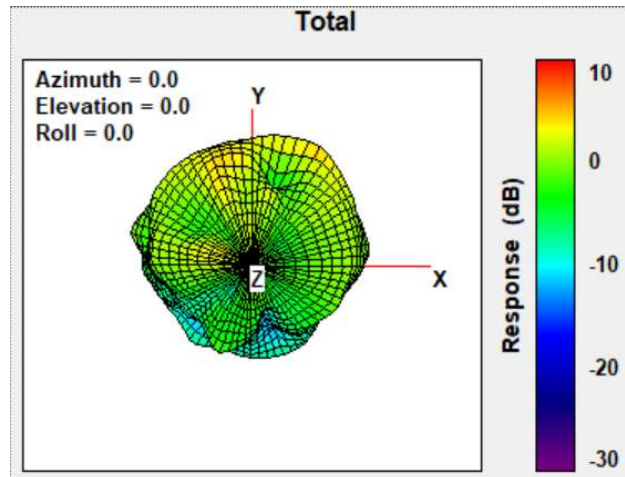 Total
Azimuth = 0.0
Elevation = 0.0
Roll = 0.0
Y
X
Z
10
0
-10
-20
-30
Response (dB)